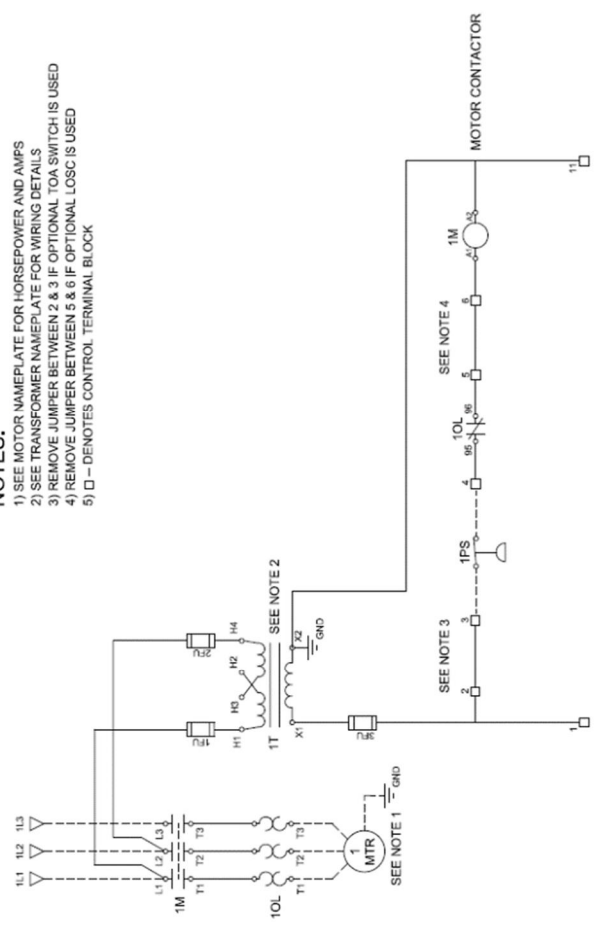 NOTES:
1) SEE MOTOR NAMEPLATE FOR HORSEPOWER AND AMPS
2) SEE TRANSFORMER NAMEPLATE FOR WIRING DETAILS
3) REMOVE JUMPER BETWEEN 2 & 3 IF OPTIONAL TOA SWITCH IS USED
4) REMOVE JUMPER BETWEEN 5 & 6 IF OPTIONAL LOSC IS USED
5) □ – DENOTES CONTROL TERMINAL BLOCK
1L1 1L2 1L3
L1 L2 L3
1M
T1 T2 T3
1OL
T1 T2 T3
1
MTR
GND
SEE NOTE 1
1FU 2FU
H1 H3 H2 H4
1T
SEE NOTE 2
X1 X2
GND
3FU
SEE NOTE 3
1PS
1OL
SEE NOTE 4
1M
MOTOR CONTACTOR
2 3 4 95 96 5 6 A1 A2
1 11